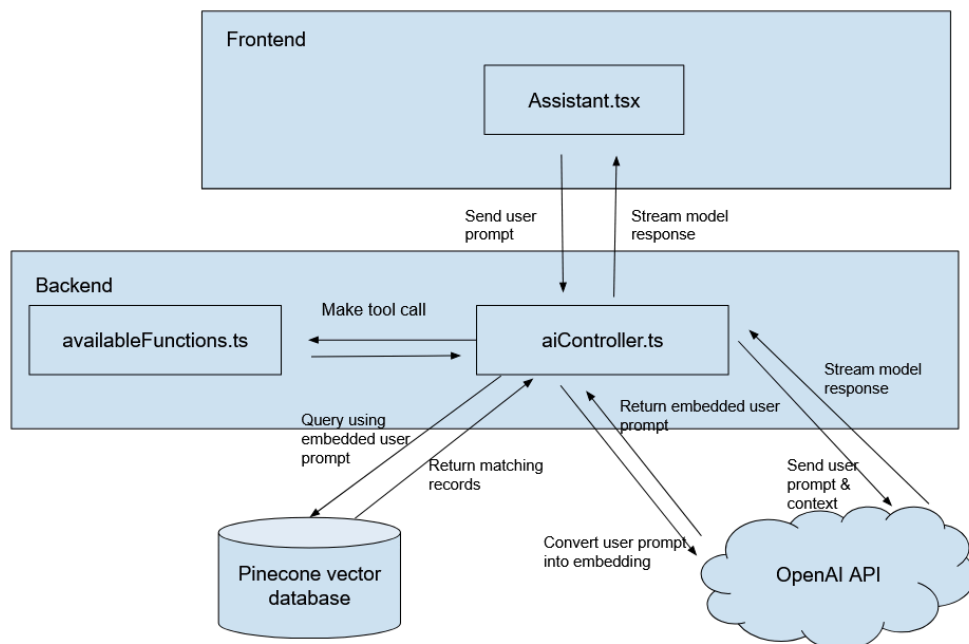 Frontend
Assistant.tsx
Send user
prompt
Stream model
response
Backend
Make tool call
availableFunctions.ts
aiController.ts
Stream model
response
Query using
embedded user
prompt
Return embedded user
prompt
Return matching
records
Send user
prompt &
context
Convert user prompt
into embedding
Pinecone vector
database
OpenAI API